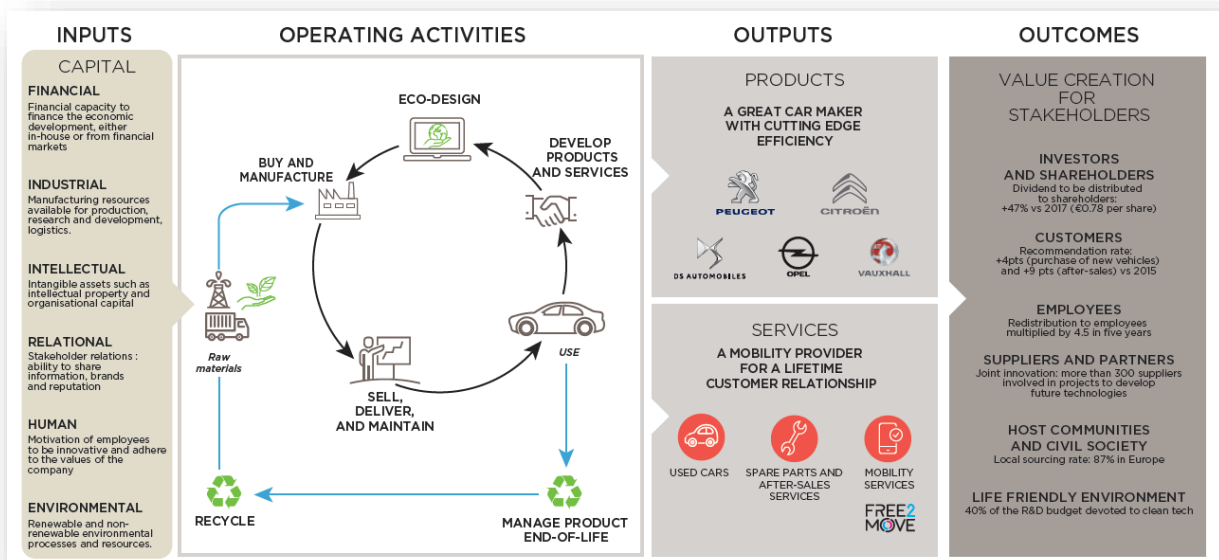 INPUTS
CAPITAL
FINANCIAL
Financial capacity to
finance the economic
development, either
in-house or from financial
markets
INDUSTRIAL
Manufacturing resources
available for production,
research and development,
logistics.
INTELLECTUAL
Intangible assets such as
intellectual property and
organisational capital
RELATIONAL
Stakeholder relations :
ability to share
information, brands
and reputation
HUMAN
Motivation of employees
to be innovative and adhere
to the values of the
company
ENVIRONMENTAL
Renewable and non-
renewable environmental
processes and resources.
OPERATING ACTIVITIES
ECO-DESIGN
BUY AND
MANUFACTURE
DEVELOP
PRODUCTS
AND SERVICES
Raw
materials
USE
SELL,
DELIVER,
AND MAINTAIN
RECYCLE
MANAGE PRODUCT
END-OF-LIFE
OUTPUTS
PRODUCTS
A GREAT CAR MAKER
WITH CUTTING EDGE
EFFICIENCY
PEUGEOT
CITROËN
DS AUTOMOBILES
OPEL
VAUXHALL
SERVICES
A MOBILITY PROVIDER
FOR A LIFETIME
CUSTOMER RELATIONSHIP
USED CARS
SPARE PARTS AND
AFTER-SALES
SERVICES
MOBILITY
SERVICES
FREE2
MOVE
OUTCOMES
VALUE CREATION
FOR
STAKEHOLDERS
INVESTORS
AND SHAREHOLDERS
Dividend to be distributed
to shareholders:
+47% vs 2017 (€0.78 per share)
CUSTOMERS
Recommendation rate:
+4pts (purchase of new vehicles)
and +9 pts (after-sales) vs 2015
EMPLOYEES
Redistribution to employees
multiplied by 4.5 in five years
SUPPLIERS AND PARTNERS
Joint innovation: more than 300 suppliers
involved in projects to develop
future technologies
HOST COMMUNITIES
AND CIVIL SOCIETY
Local sourcing rate: 87% in Europe
LIFE FRIENDLY ENVIRONMENT
40% of the R&D budget devoted to clean tech